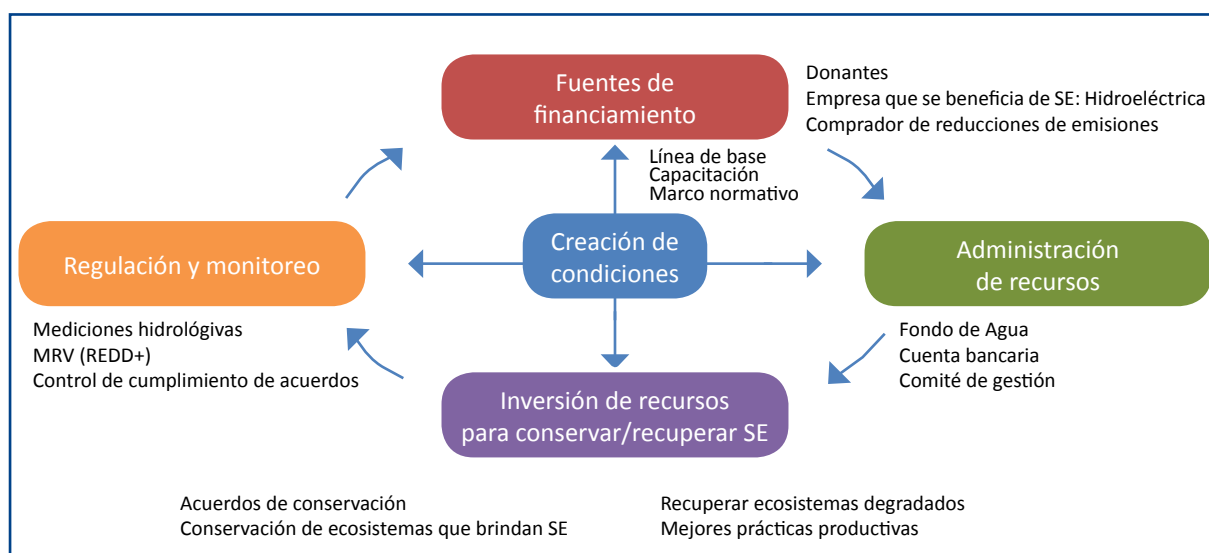 Fuentes de
financiamiento
Donantes
Empresa que se beneficia de SE: Hidroeléctrica
Comprador de reducciones de emisiones
Línea de base
Capacitación
Marco normativo
Regulación y monitoreo
Creación de
condiciones
Administración
de recursos
Mediciones hidrológivas
MRV (REDD+)
Control de cumplimiento de acuerdos
Fondo de Agua
Cuenta bancaria
Comité de gestión
Inversión de recursos
para conservar/recuperar SE
Acuerdos de conservación
Conservación de ecosistemas que brindan SE
Recuperar ecosistemas degradados
Mejores prácticas productivas